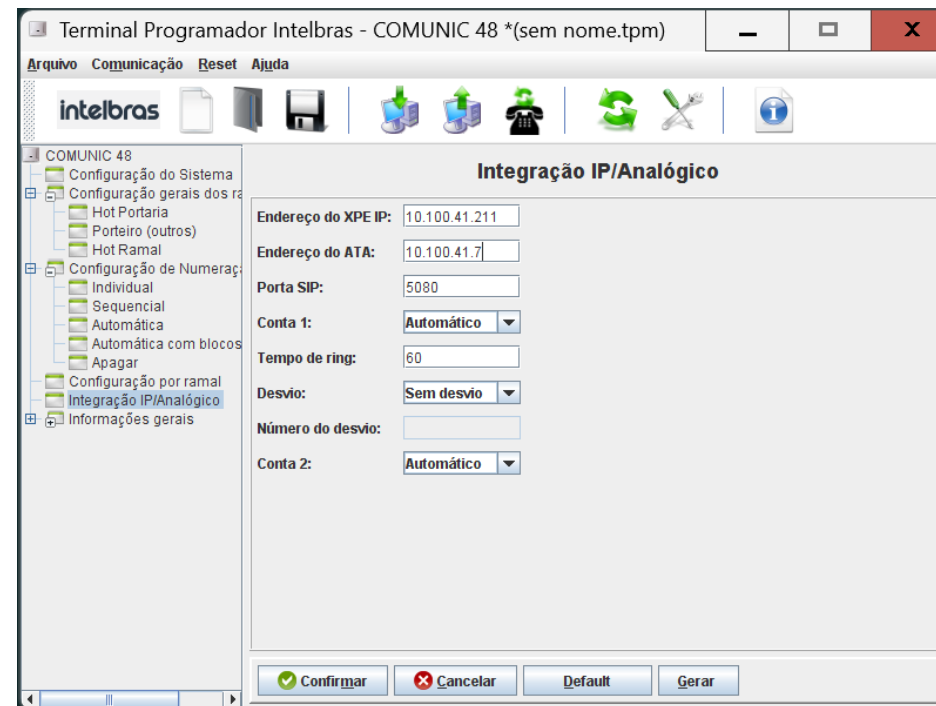 Terminal Programador Intelbras - COMUNIC 48 *(sem nome.tpm)
Arquivo Comunicação Reset Ajuda
intelbras
COMUNIC 48
Configuração do Sistema
Configuração gerais dos ra
Hot Portaria
Porteiro (outros)
Hot Ramal
Configuração de Numeraç
Individual
Sequencial
Automática
Automática com blocos
Apagar
Configuração por ramal
Integração IP/Analógico
Informações gerais
Integração IP/Analógico
Endereço do XPE IP: 10.100.41.211
Endereço do ATA: 10.100.41.7
Porta SIP: 5080
Conta 1: Automático
Tempo de ring: 60
Desvio: Sem desvio
Número do desvio:
Conta 2: Automático
Confirmar Cancelar Default Gerar